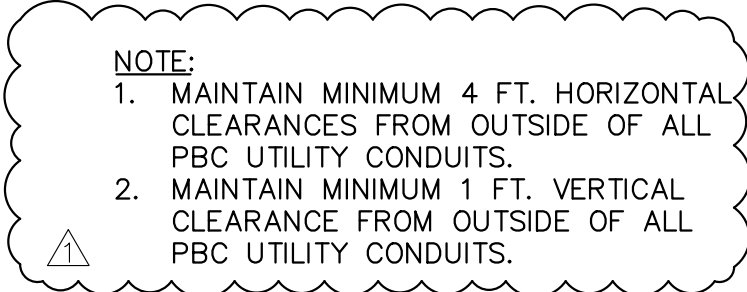 NOTE:
1. MAINTAIN MINIMUM 4 FT. HORIZONTAL
CLEARANCES FROM OUTSIDE OF ALL
PBC UTILITY CONDUITS.
2. MAINTAIN MINIMUM 1 FT. VERTICAL
CLEARANCE FROM OUTSIDE OF ALL
PBC UTILITY CONDUITS.
1